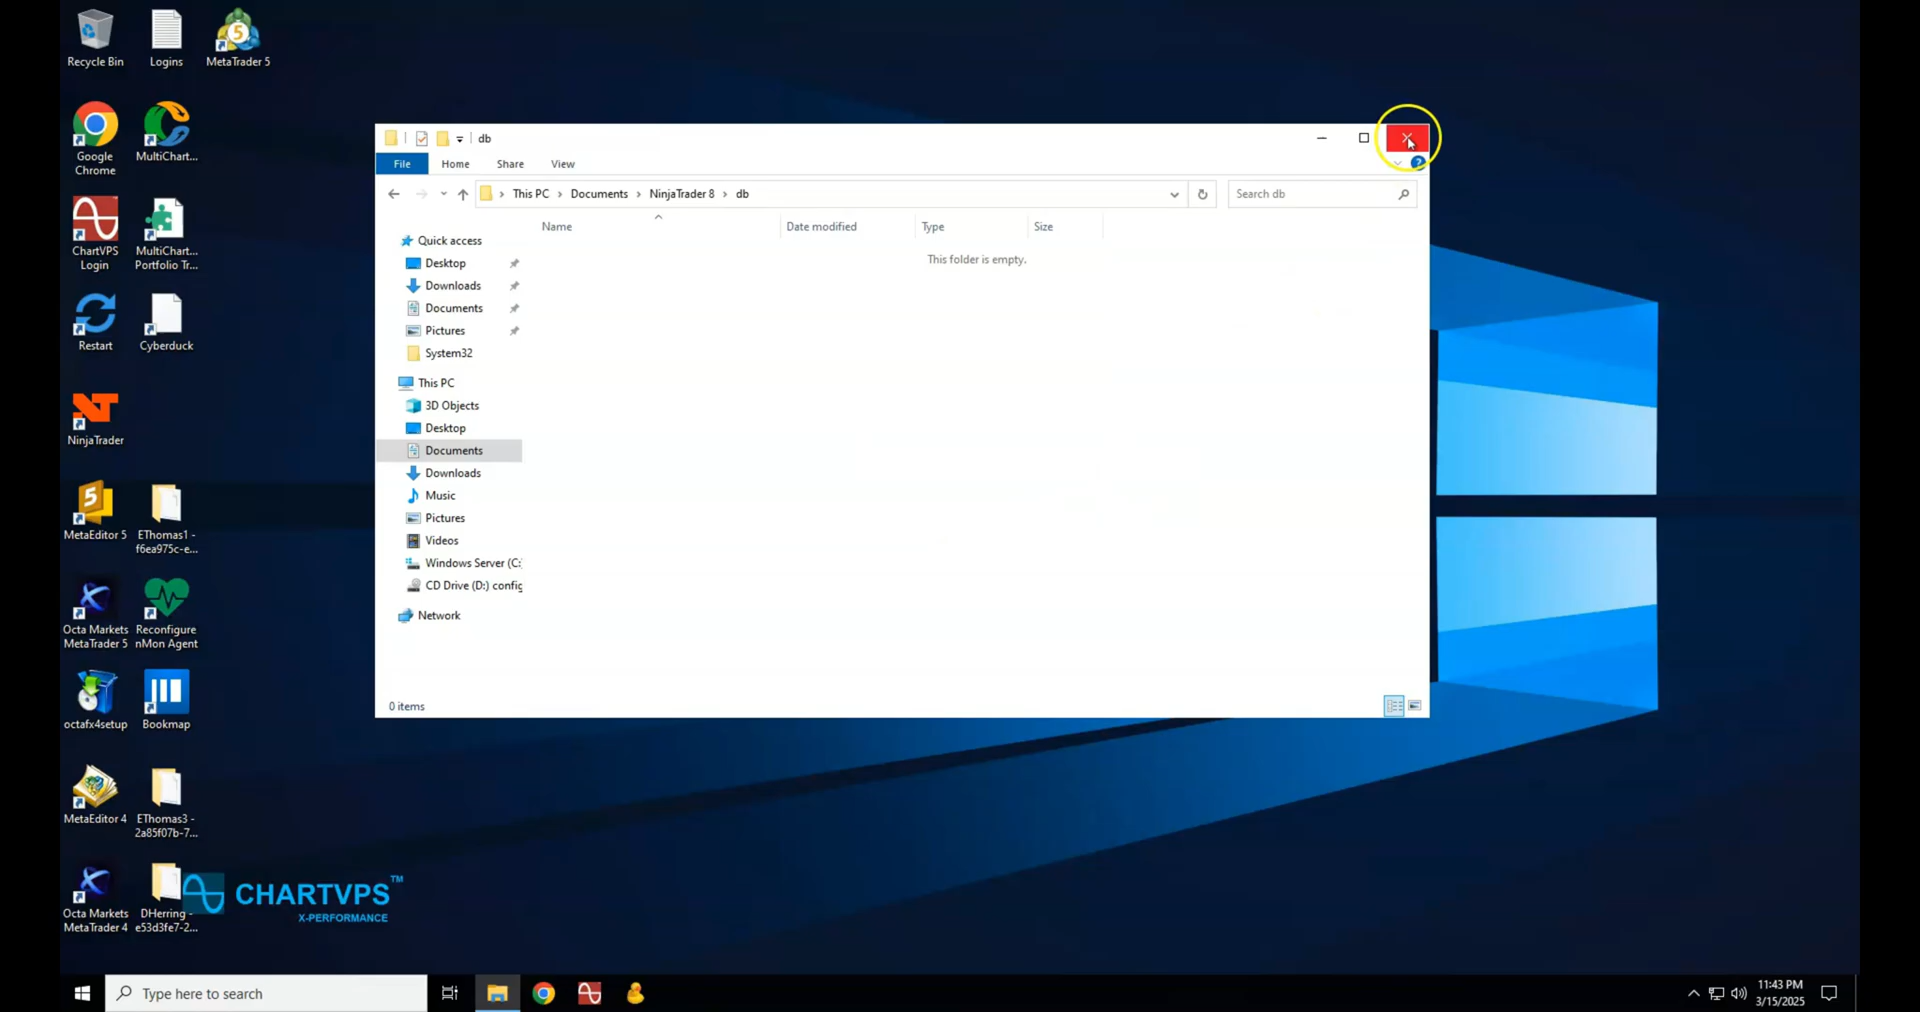 Recycle Bin
Logins
MetaTrader 5
Google
Chrome
MultiChart...
ChartVPS
Login
MultiChart...
Portfolio Tr...
Restart
Cyberduck
NinjaTrader
MetaEditor 5
EThomas1 -
f6ea975c-e...
Octa Markets
MetaTrader 5
Reconfigure
nMon Agent
octafx4setup
Bookmap
MetaEditor 4
EThomas3 -
2a85f07b-7...
Octa Markets
MetaTrader 4
DHerring -
e53d3fe7-2...
CHARTVPS™
X-PERFORMANCE
db
File Home Share View
This PC > Documents > NinjaTrader 8 > db
Search db
Name Date modified Type Size
This folder is empty.
Quick access
Desktop
Downloads
Documents
Pictures
System32
This PC
3D Objects
Desktop
Documents
Downloads
Music
Pictures
Videos
Windows Server (C:
CD Drive (D:) config
Network
0 items
Type here to search
11:43 PM
3/15/2025